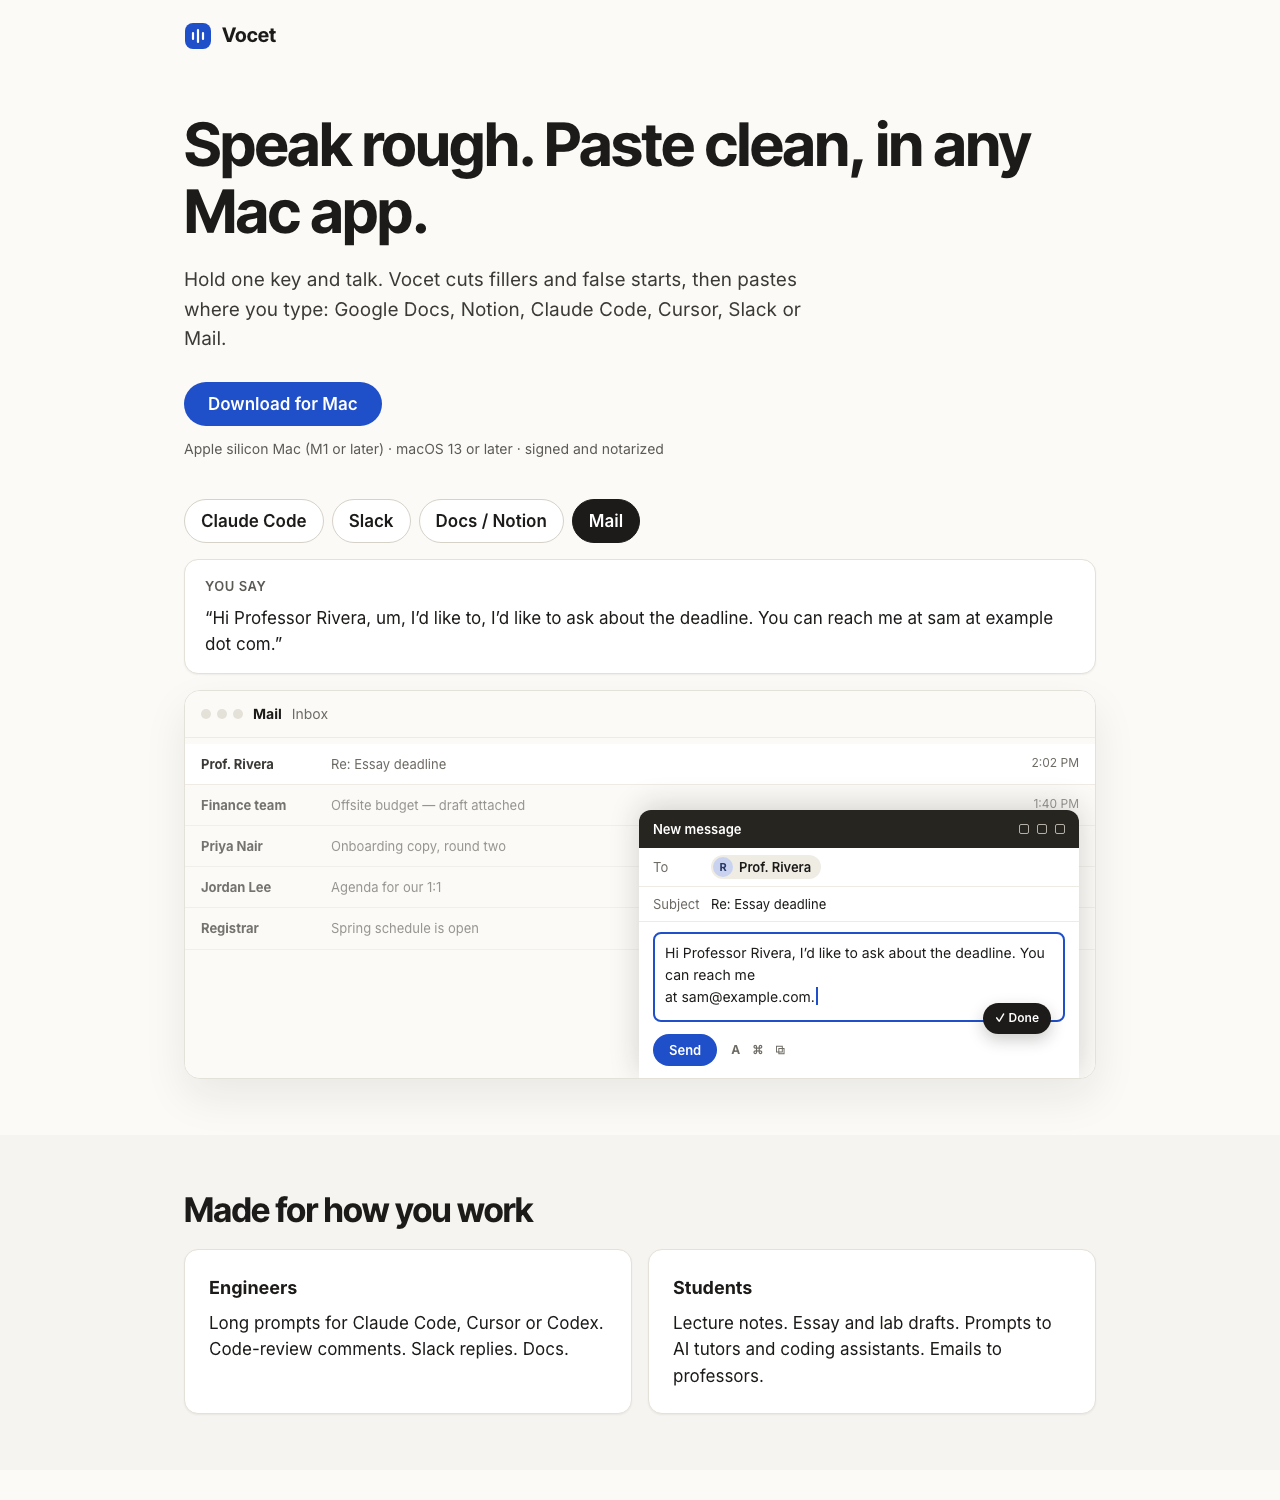 Vocet
Speak rough. Paste clean, in any
Mac app.
Hold one key and talk. Vocet cuts fillers and false starts, then pastes
where you type: Google Docs, Notion, Claude Code, Cursor, Slack or
Mail.
Download for Mac
Apple silicon Mac (M1 or later) · macOS 13 or later · signed and notarized
Claude Code
Slack
Docs / Notion
Mail
YOU SAY
“Hi Professor Rivera, um, I’d like to, I’d like to ask about the deadline. You can reach me at sam at example
dot com.”
Mail Inbox
Prof. Rivera Re: Essay deadline 2:02 PM
Finance team Offsite budget — draft attached 1:40 PM
Priya Nair Onboarding copy, round two
Jordan Lee Agenda for our 1:1
Registrar Spring schedule is open
New message
To R Prof. Rivera
Subject Re: Essay deadline
Hi Professor Rivera, I’d like to ask about the deadline. You
can reach me
at sam@example.com.
✓ Done
Send A ⌘ ⧉
Made for how you work
Engineers
Long prompts for Claude Code, Cursor or Codex.
Code-review comments. Slack replies. Docs.
Students
Lecture notes. Essay and lab drafts. Prompts to
AI tutors and coding assistants. Emails to
professors.